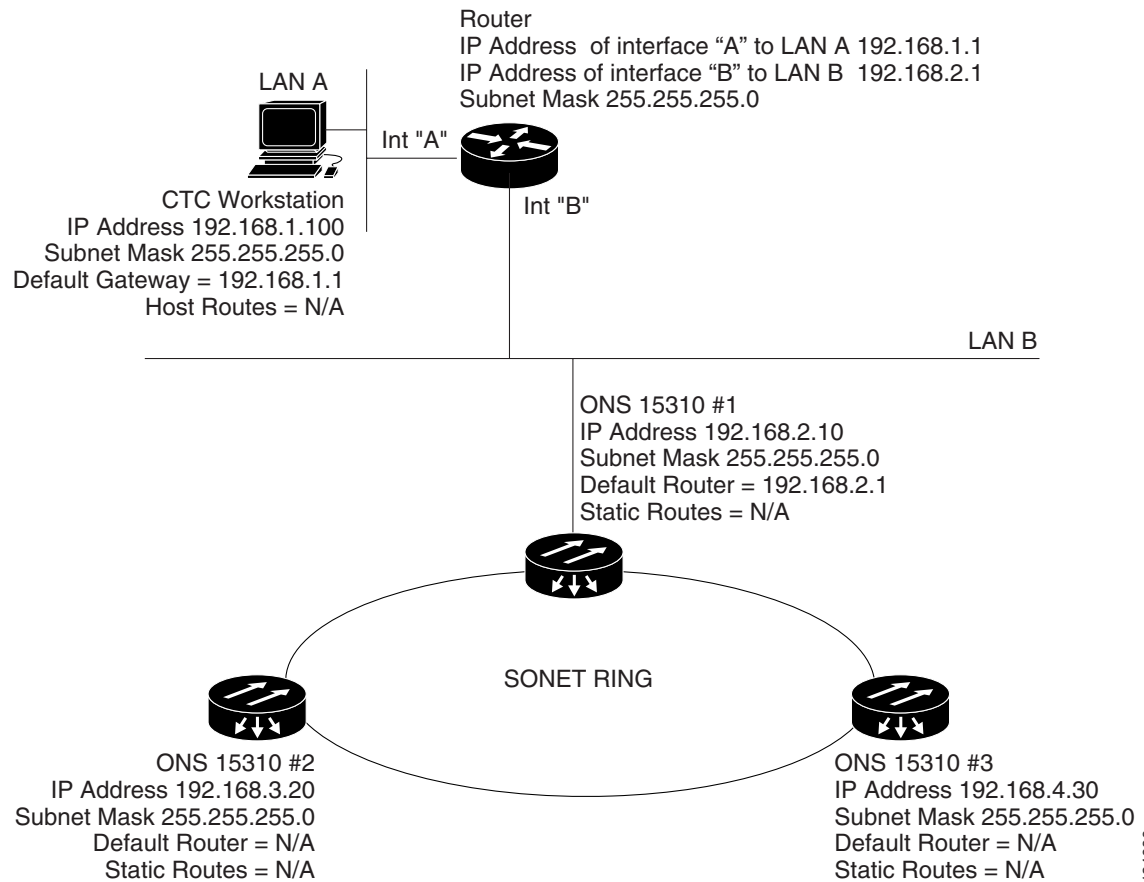 Router
IP Address  of interface “A” to LAN A 192.168.1.1
IP Address of interface “B” to LAN B  192.168.2.1
Subnet Mask 255.255.255.0
LAN A
Int "A"
CTC Workstation
IP Address 192.168.1.100
Subnet Mask 255.255.255.0
Default Gateway = 192.168.1.1
Host Routes = N/A
Int "B"
LAN B
ONS 15310 #1
IP Address 192.168.2.10
Subnet Mask 255.255.255.0
Default Router = 192.168.2.1
Static Routes = N/A
SONET RING
ONS 15310 #2
IP Address 192.168.3.20
Subnet Mask 255.255.255.0
Default Router = N/A
Static Routes = N/A
ONS 15310 #3
IP Address 192.168.4.30
Subnet Mask 255.255.255.0
Default Router = N/A
Static Routes = N/A